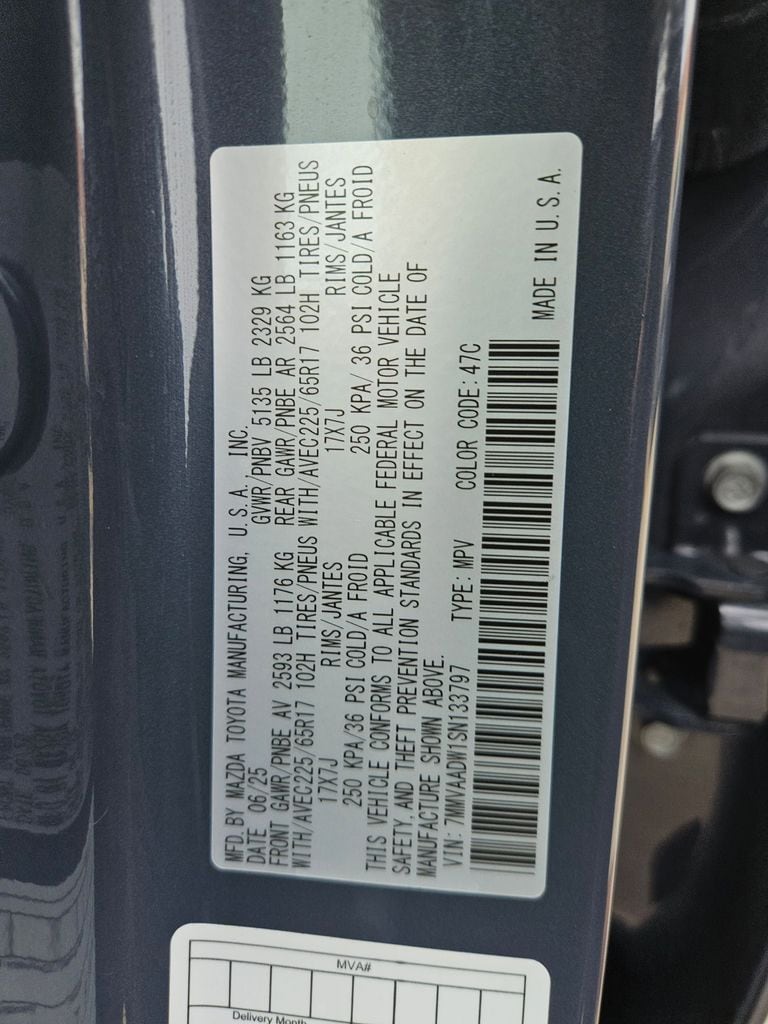 MFD.BY MAZDA TOYOTA MANUFACTURING, U.S.A., INC.
DATE 06/25 GVWR/PNBV 5135 LB 2329 KG
FRONT GAWR/PNBE AV 2593 LB 1176 KG REAR GAWR/PNBE AR 2564 LB 1163 KG
WITH/AVEC225/65R17 102H TIRES/PNEUS WITH/AVEC225/65R17 102H TIRES/PNEUS
17X7J RIMS/JANTES 17X7J RIMS/JANTES
250 KPA/36 PSI COLD/A FROID 250 KPA/ 36 PSI COLD/A FROID
THIS VEHICLE CONFORMS TO ALL APPLICABLE FEDERAL MOTOR VEHICLE
SAFETY,AND THEFT PREVENTION STANDARDS IN EFFECT ON THE DATE OF
MANUFACTURE SHOWN ABOVE.
VIN: 7MMVAADW1SN133797 TYPE: MPV COLOR CODE: 47C
MADE IN U.S.A.
MVA#
Delivery Month